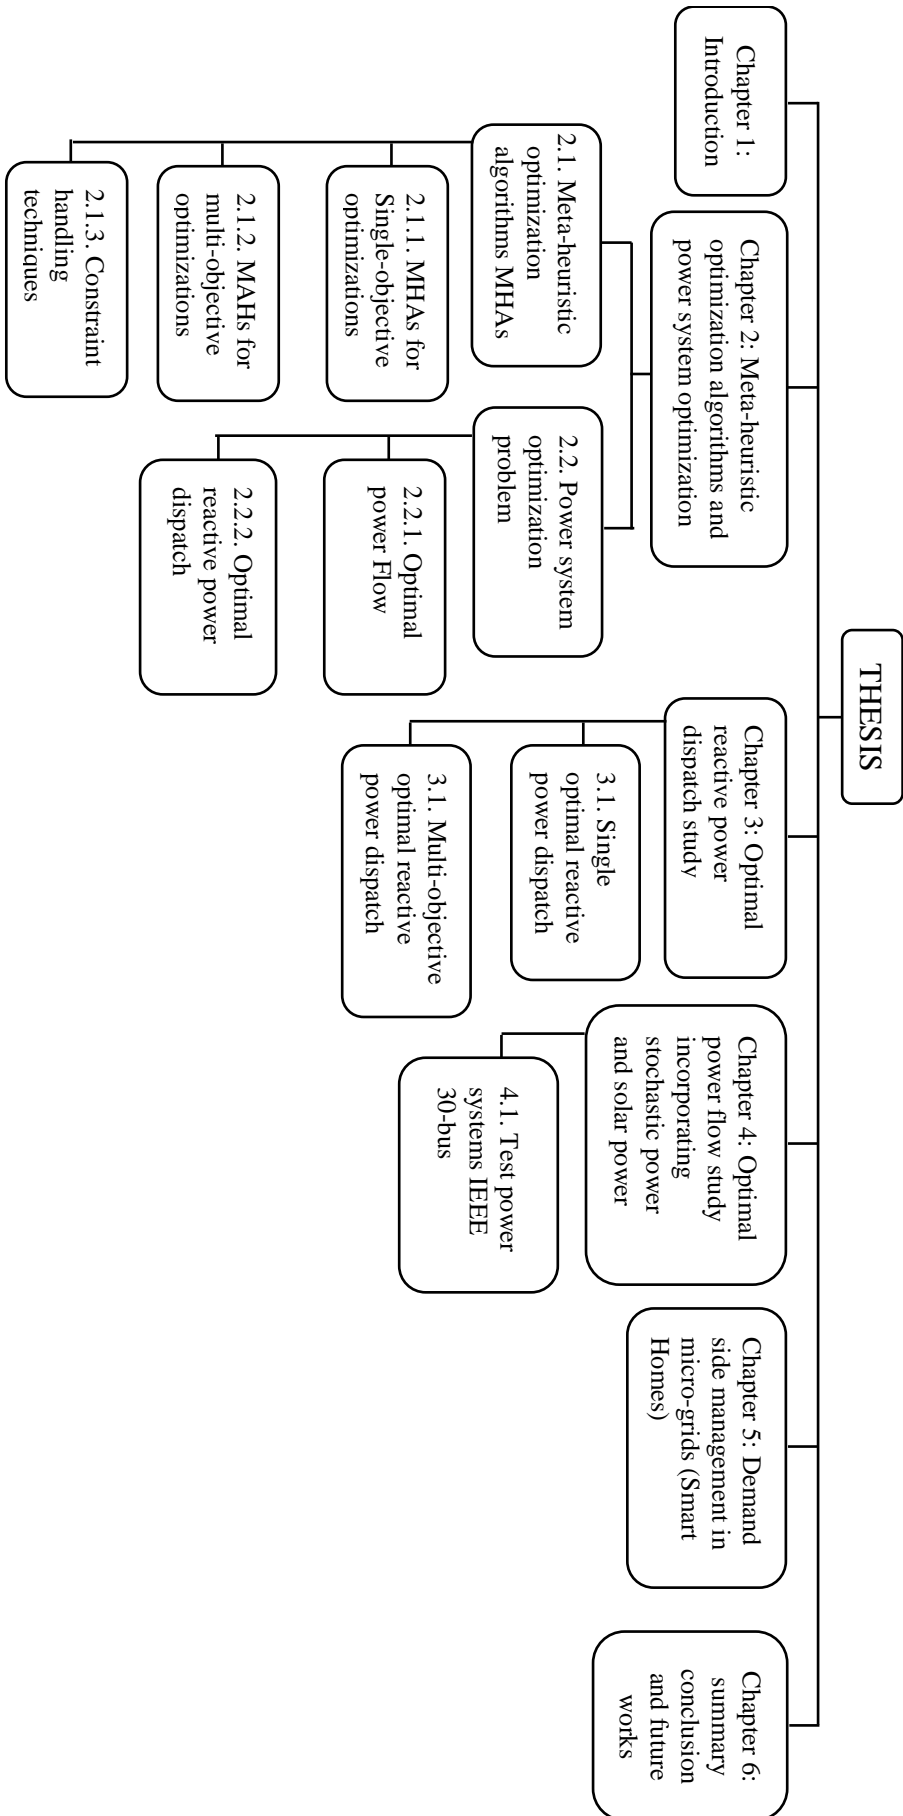 THESIS
Chapter 1:
Introduction
Chapter 2: Meta-heuristic
optimization algorithms and
power system optimization
2.1. Meta-heuristic
optimization
algorithms MHAs
2.1.1. MHAs for
Single-objective
optimizations
2.1.2. MAHs for
multi-objective
optimizations
2.1.3. Constraint
handling
techniques
2.2. Power system
optimization
problem
2.2.1. Optimal
power Flow
2.2.2. Optimal
reactive power
dispatch
Chapter 3: Optimal
reactive power
dispatch study
3.1. Single
optimal reactive
power dispatch
3.1. Multi-objective
optimal reactive
power dispatch
Chapter 4: Optimal
power flow study
incorporating
stochastic power
and solar power
4.1. Test power
systems IEEE
30-bus
Chapter 5: Demand
side management in
micro-grids (Smart
Homes)
Chapter 6:
summary
conclusion
and future
works